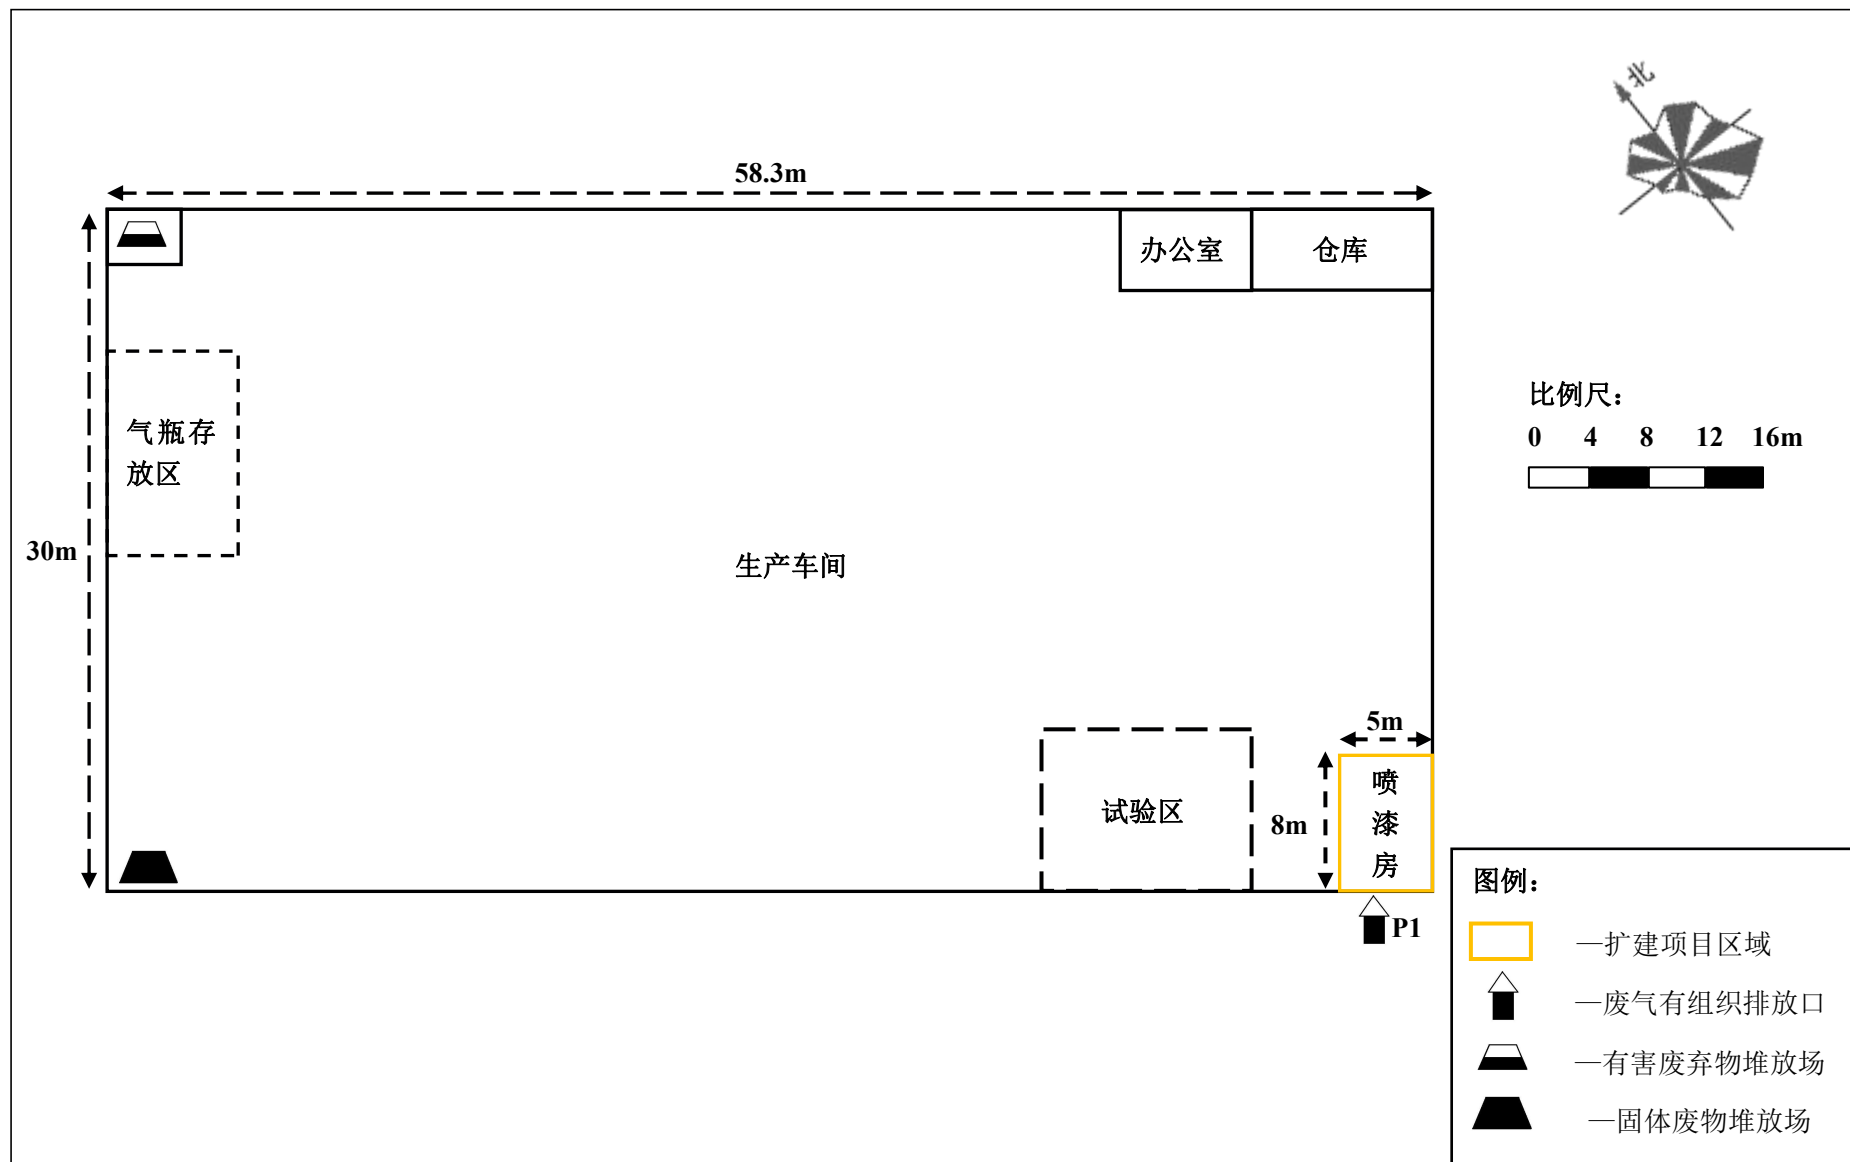 北
58.3m
办公室
仓库
比例尺：
0 4 8 12 16m
气瓶存
放区
30m
生产车间
5m
喷
漆
房
试验区
8m
P1
图例：
—扩建项目区域
—废气有组织排放口
—有害废弃物堆放场
—固体废物堆放场